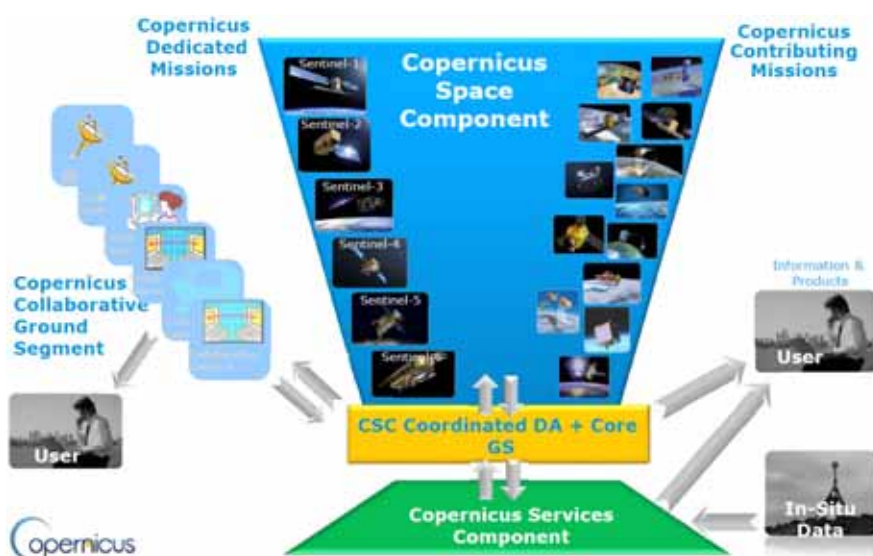 Copernicus
Dedicated
Missions
Copernicus
Space
Component
Copernicus
Contributing
Missions
Sentinel-1
Sentinel-2
Sentinel-3
Sentinel-4
Sentinel-5
Copernicus
Collaborative
Ground
Segment
Information &
Products
User
User
CSC Coordinated DA + Core
GS
Copernicus Services
Component
In-Situ
Data
Copernicus